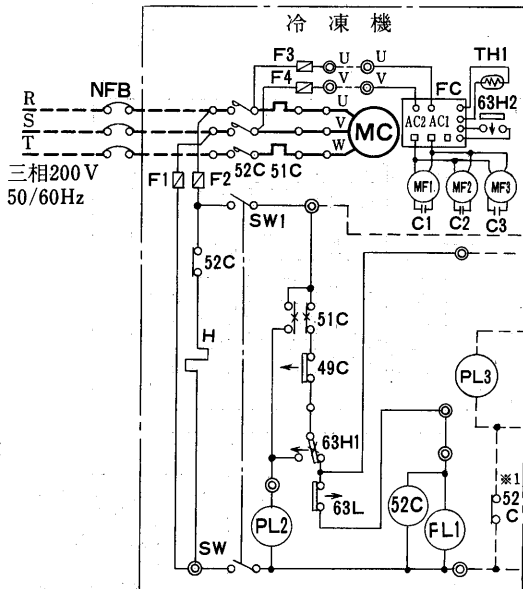 冷凍機
F3 U U TH1
F4 V V FC 63H2
NFB
R U
S V MC AC2 AC1
T W
三相200V F1 F2 52C 51C
50/60Hz MF1 MF2 MF3
SW1 C1 C2 C3
52C
51C
H 49C PL3
63H1
※1
52C 52
C
PL2 63L FL1
SW